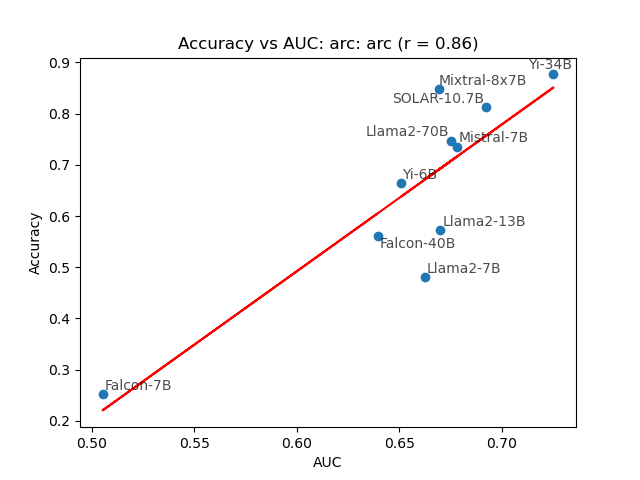 Accuracy vs AUC: arc: arc (r = 0.86)
Accuracy
0.9
0.8
0.7
0.6
0.5
0.4
0.3
0.2
Yi-34B
Mixtral-8x7B
SOLAR-10.7B
Llama2-70B
Mistral-7B
Yi-6B
Llama2-13B
Falcon-40B
Llama2-7B
Falcon-7B
0.50 0.55 0.60 0.65 0.70
AUC